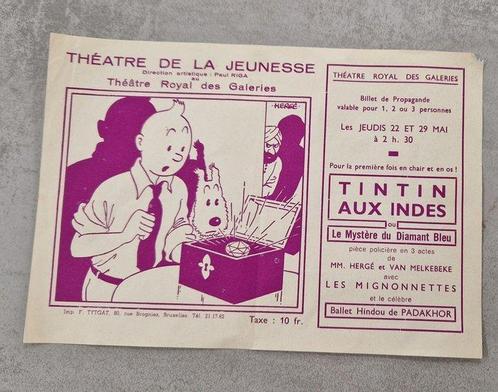 THÉATRE DE LA JEUNESSE
Direction artistique : Paul RIGA
au
Théâtre Royal des Galeries
HERGÉ
Imp. F. TYTGAT, 80, rue Brogniez, Bruxelles Tél. 21.17.62
Taxe : 10 fr.
THÉATRE ROYAL DES GALERIES
Billet de Propagande
valable pour 1, 2 ou 3 personnes
Les JEUDIS 22 ET 29 MAI
à 2 h. 30
Pour la première fois en chair et en os !
TINTIN
AUX INDES
ou
Le Mystère du Diamant Bleu
pièce policière en 3 actes
de
MM. HERGÉ et VAN MELKEBEKE
avec
LES MIGNONNETTES
et le célèbre
Ballet Hindou de PADAKHOR